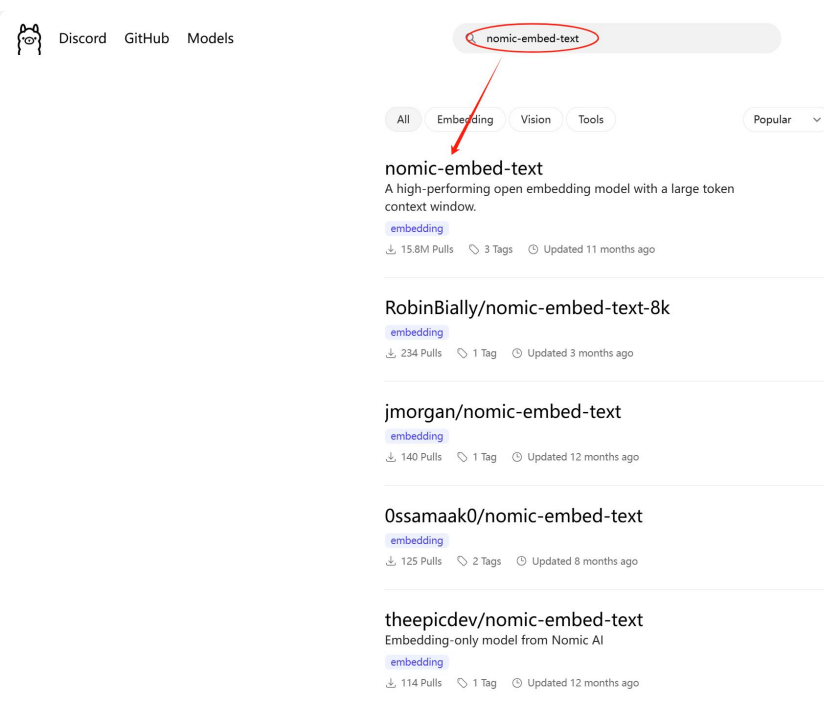 Discord GitHub Models
nomic-embed-text
All Embedding Vision Tools Popular
nomic-embed-text
A high-performing open embedding model with a large token
context window.
embedding
15.8M Pulls 3 Tags Updated 11 months ago
RobinBially/nomic-embed-text-8k
embedding
234 Pulls 1 Tag Updated 3 months ago
jmorgan/nomic-embed-text
embedding
140 Pulls 1 Tag Updated 12 months ago
0ssamaak0/nomic-embed-text
embedding
125 Pulls 2 Tags Updated 8 months ago
theepicdev/nomic-embed-text
Embedding-only model from Nomic AI
embedding
114 Pulls 1 Tag Updated 12 months ago